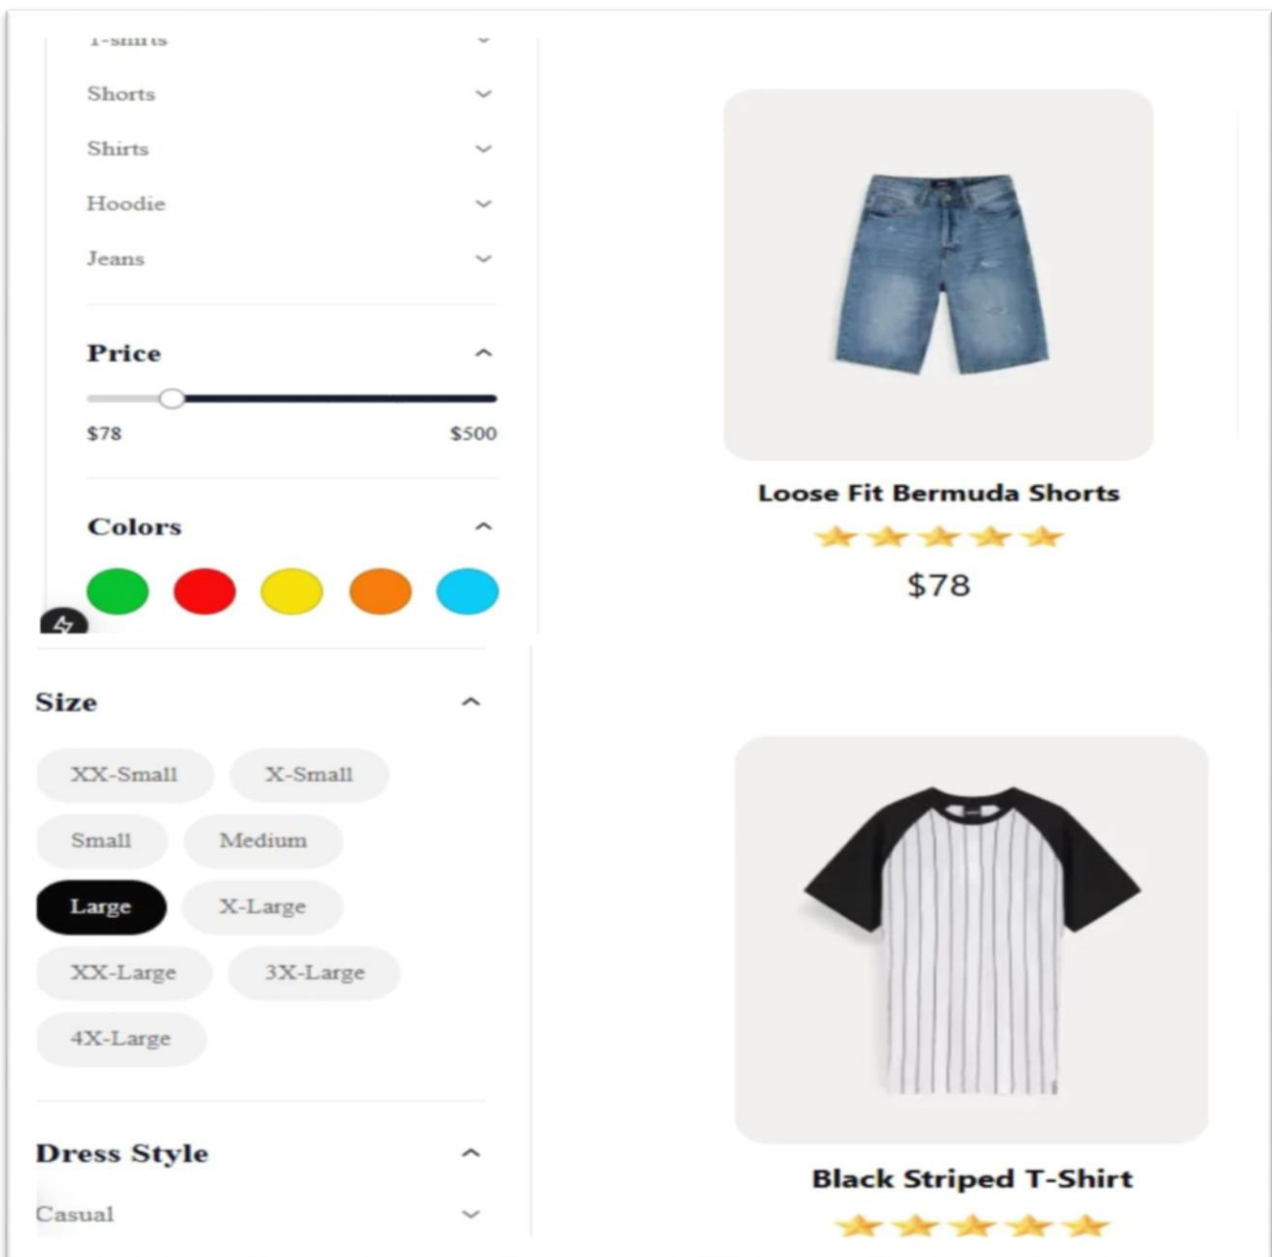 T-shirts
Shorts
Shirts
Hoodie
Jeans
Price
$78 $500
Colors
Loose Fit Bermuda Shorts
$78
Size
XX-Small X-Small
Small Medium
Large X-Large
XX-Large 3X-Large
4X-Large
Dress Style
Casual
Black Striped T-Shirt